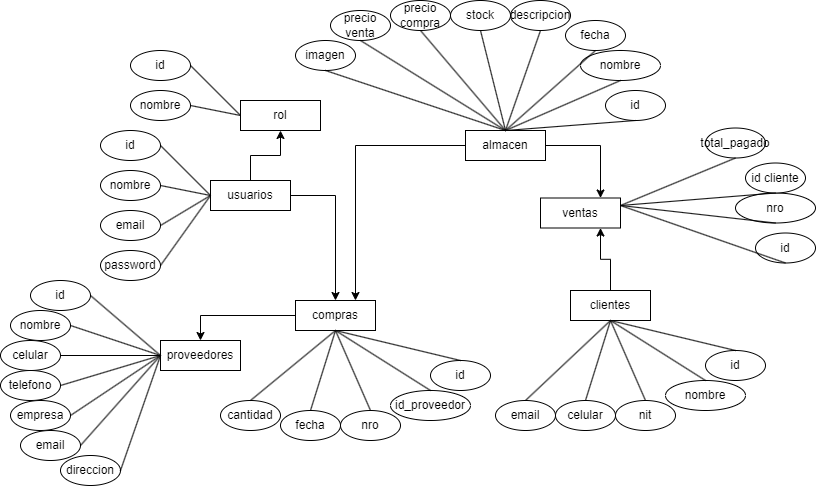 precio
venta
precio
compra
stock
descripcion
fecha
imagen
nombre
id
nombre
id
rol
almacen
id
nombre
email
password
usuarios
total_pagado
id cliente
nro
id
ventas
id
nombre
celular
telefono
empresa
email
direccion
proveedores
compras
cantidad
fecha
nro
id_proveedor
id
clientes
email
celular
nit
nombre
id